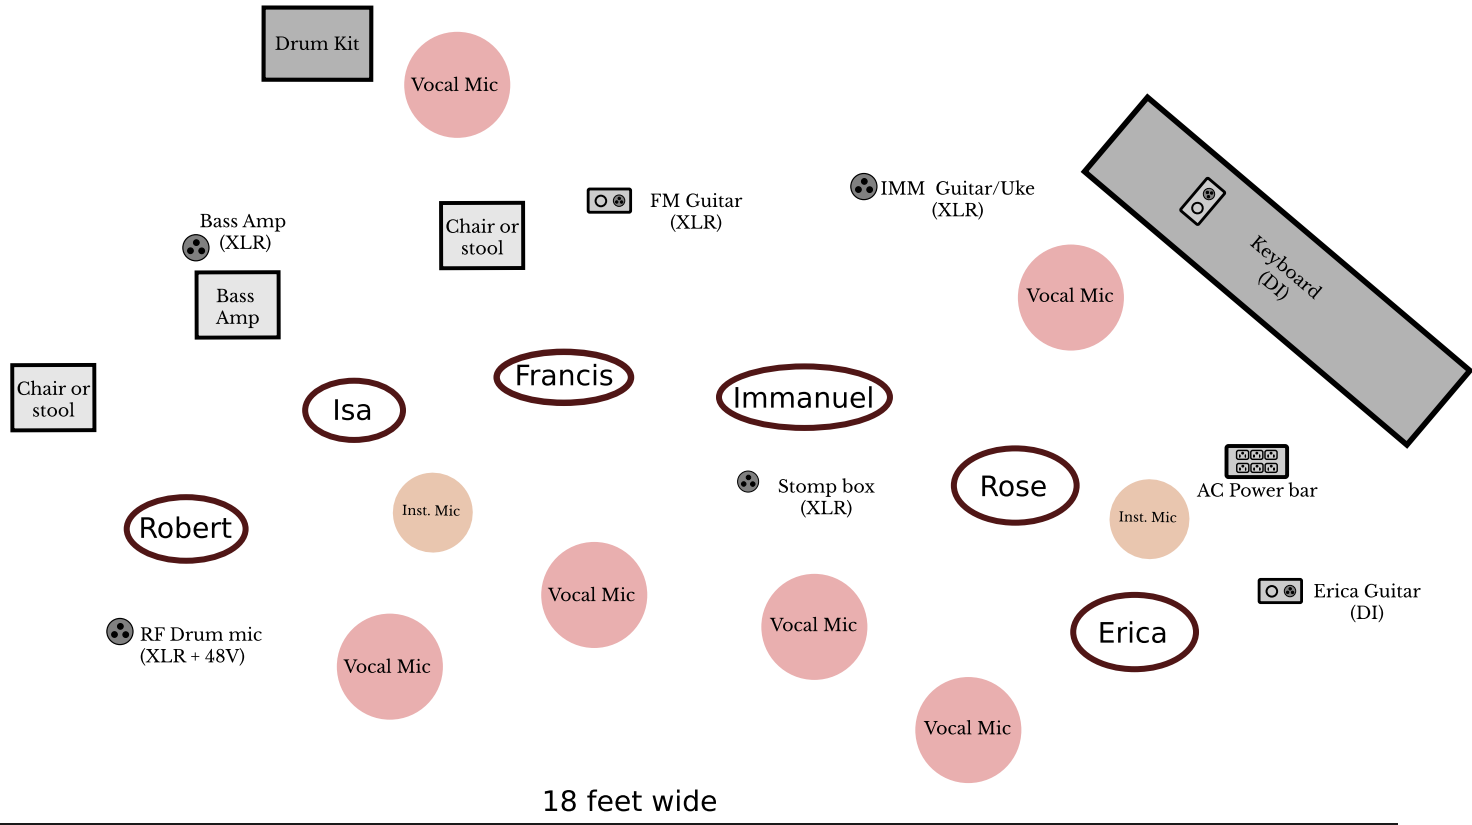 Drum Kit
Vocal Mic
IMM  Guitar/Uke
(XLR)
FM Guitar
(XLR)
Bass Amp
(XLR)
Chair or
stool
Keyboard
(DI)
Bass
Amp
Vocal Mic
Chair or
stool
Isa
Francis
Immanuel
Rose
AC Power bar
Stomp box
(XLR)
Inst. Mic
Inst. Mic
Robert
Vocal Mic
Erica Guitar
(DI)
Vocal Mic
Erica
RF Drum mic
(XLR + 48V)
Vocal Mic
Vocal Mic
18 feet wide